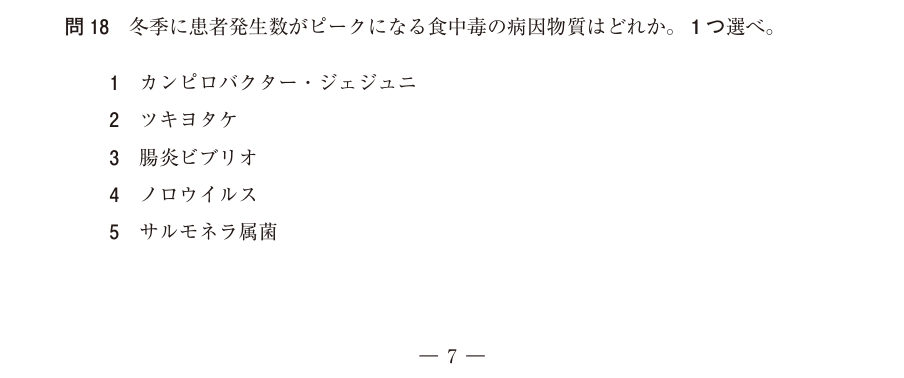 問 18 冬季に患者発生数がピークになる食中毒の病因物質はどれか。1つ選べ。
1 カンピロバクター・ジェジュニ
2 ツキヨタケ
3 腸炎ビブリオ
4 ノロウイルス
5 サルモネラ属菌
— 7 —